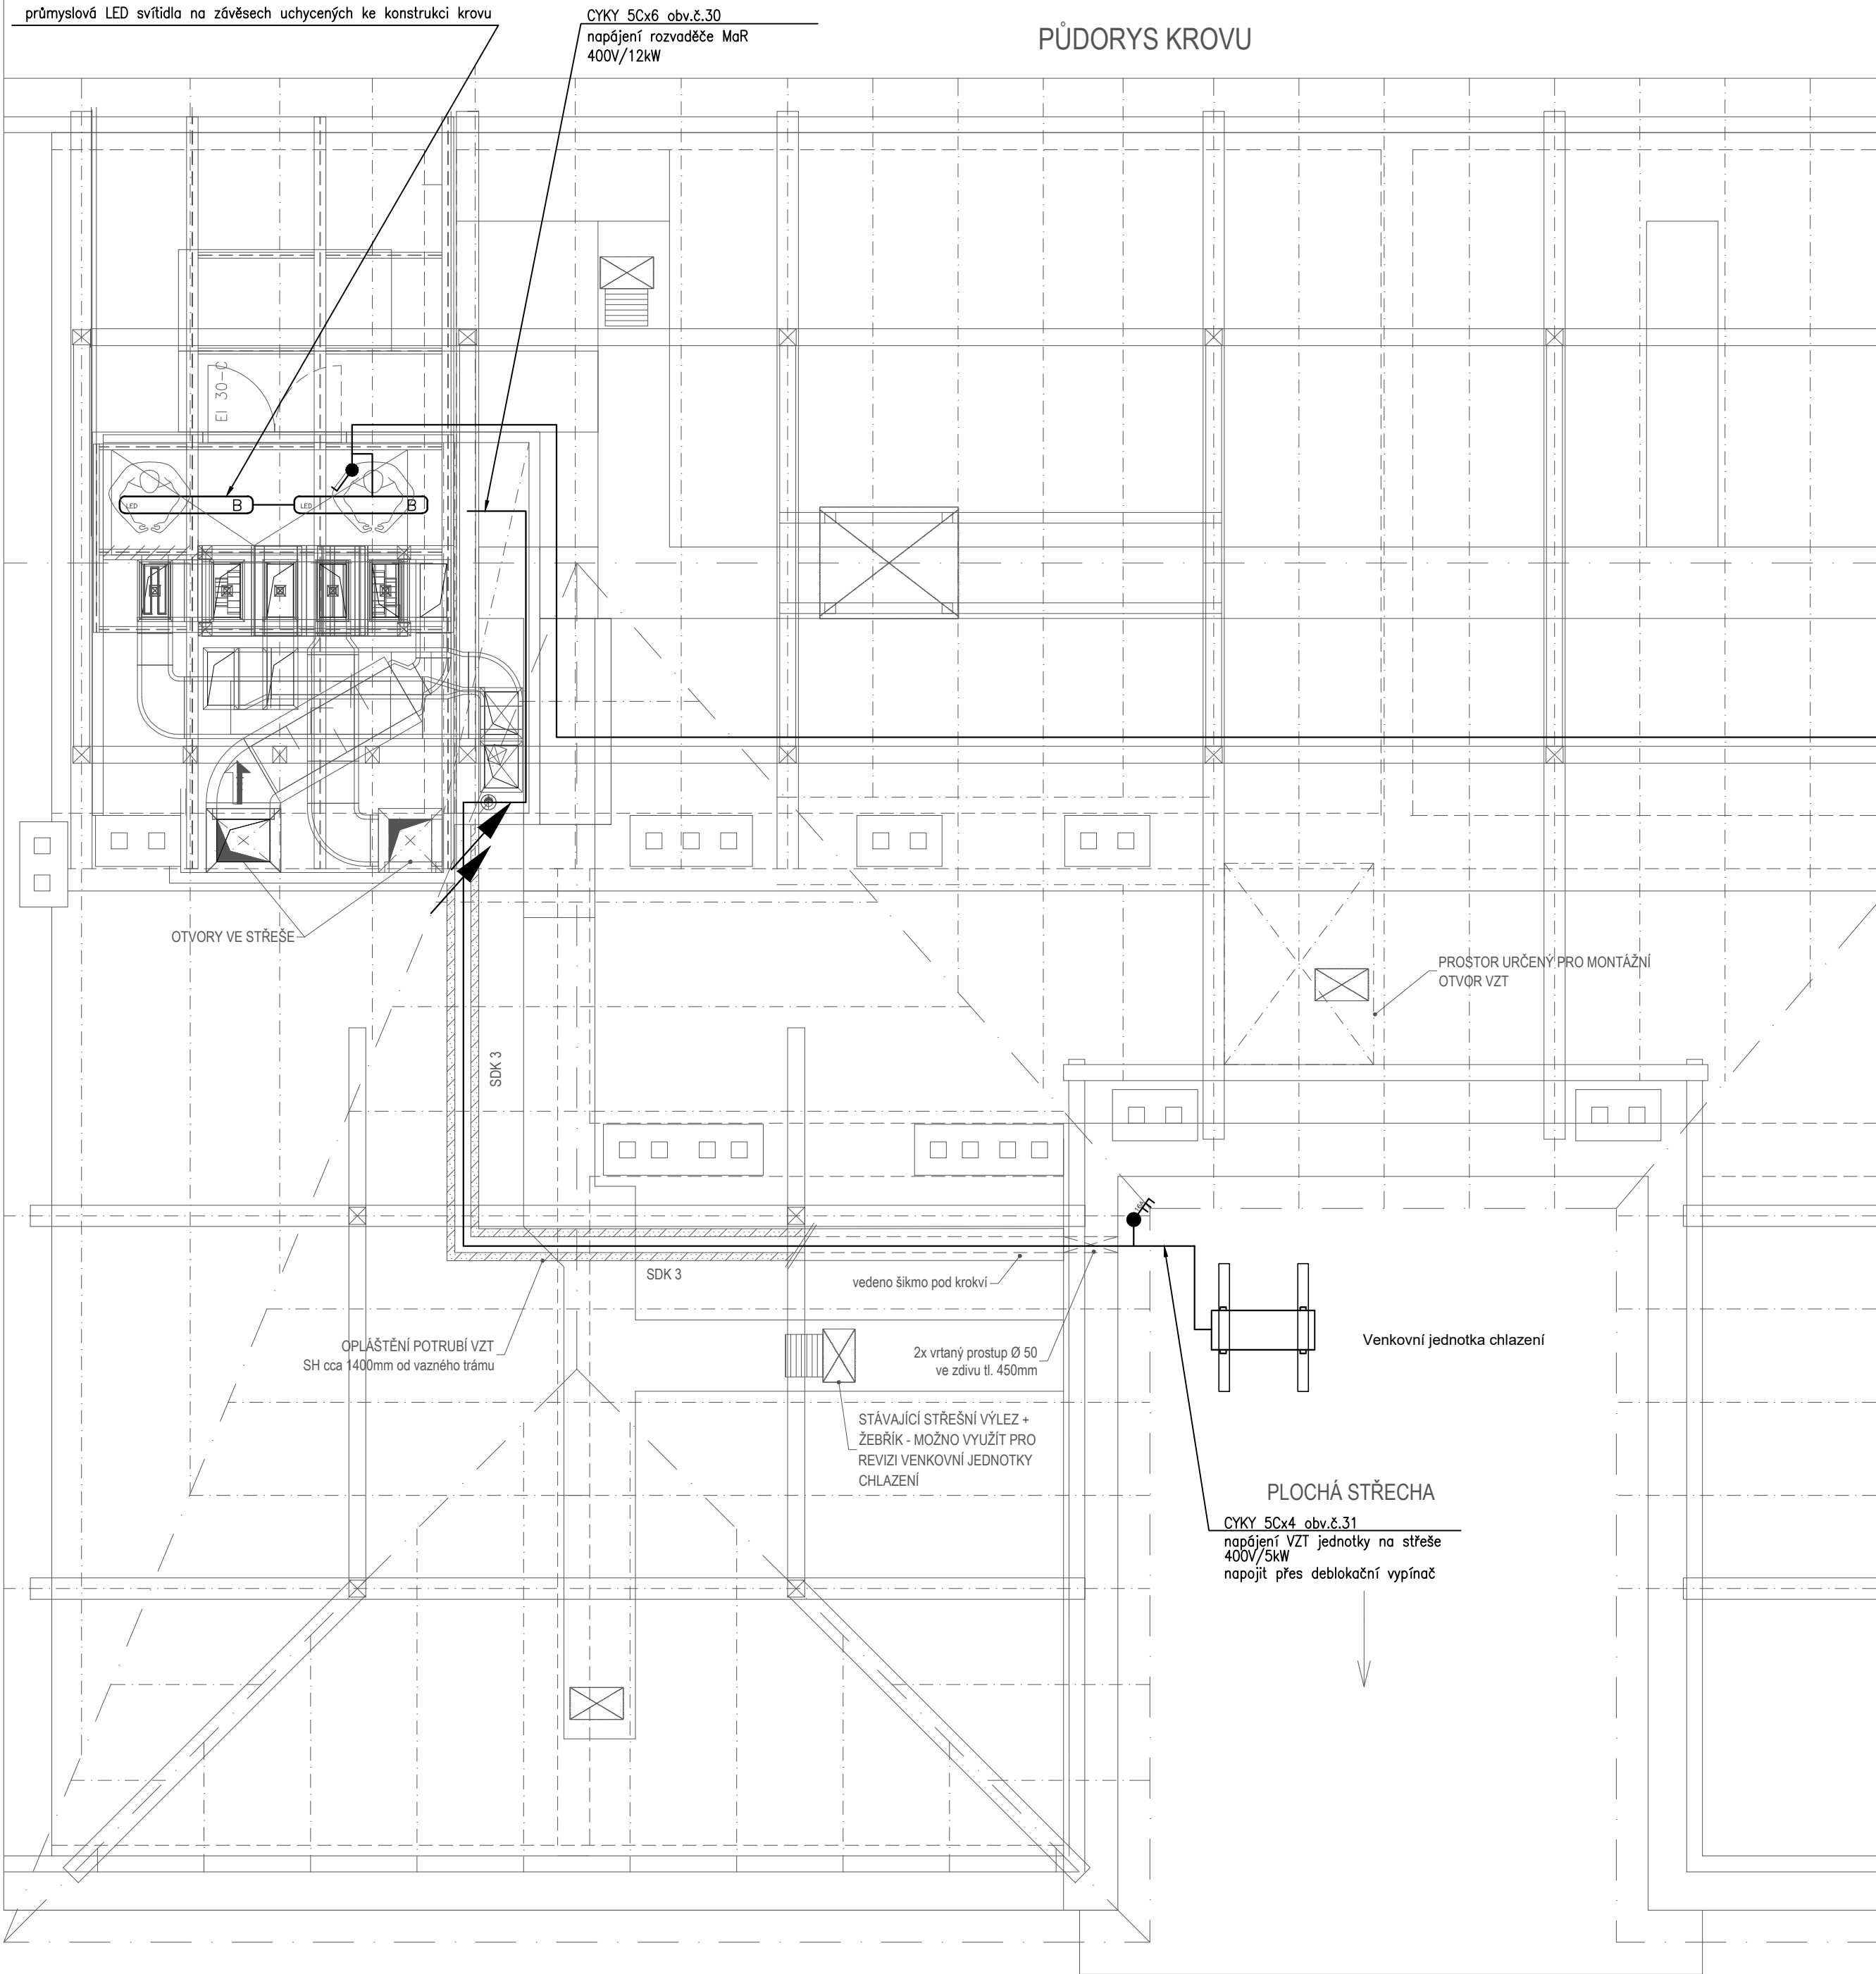 průmyslová LED svítidla na závěsech uchycených ke konstrukci krovu
CYKY 5Cx6 obv.č.30
napájení rozvaděče MaR
400V/12kW
PŮDORYS KROVU
EI 30-C
LED
B
LED
B
OTVORY VE STŘEŠE
PROSTOR URČENÝ PRO MONTÁŽNÍ
OTVOR VZT
SDK 3
SDK 3
vedeno šikmo pod krokví
OPLÁŠTĚNÍ POTRUBÍ VZT
SH cca 1400mm od vazného trámu
2x vrtaný prostup Ø 50
ve zdivu tl. 450mm
Venkovní jednotka chlazení
STÁVAJÍCÍ STŘEŠNÍ VÝLEZ +
ŽEBŘÍK - MOŽNO VYUŽÍT PRO
REVIZI VENKOVNÍ JEDNOTKY
CHLAZENÍ
PLOCHÁ STŘECHA
CYKY 5Cx4 obv.č.31
napájení VZT jednotky na střeše
400V/5kW
napojit přes deblokační vypínač